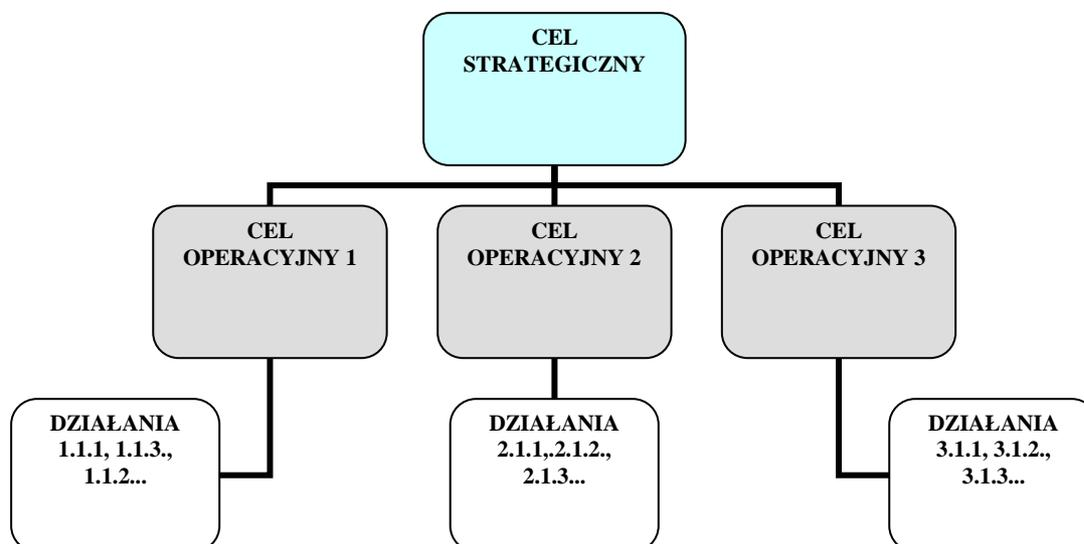 CEL
STRATEGICZNY
CEL
OPERACYJNY 1
CEL
OPERACYJNY 2
CEL
OPERACYJNY 3
DZIAŁANIA
1.1.1, 1.1.3.,
1.1.2...
DZIAŁANIA
2.1.1,.2.1.2.,
2.1.3...
DZIAŁANIA
3.1.1, 3.1.2.,
3.1.3...